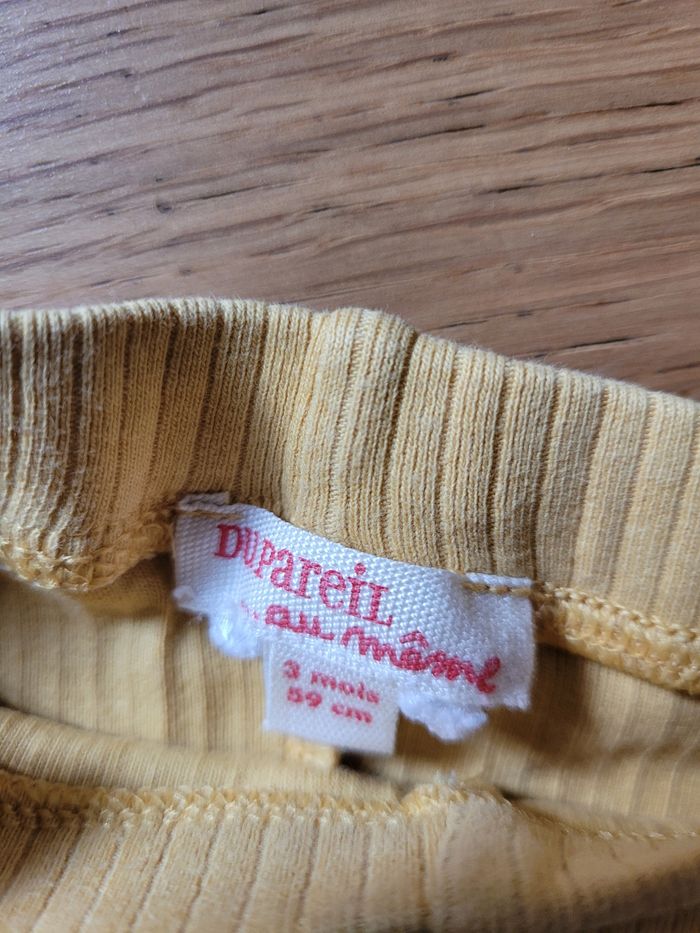 DUPAREIL
... au même
3 mois
59 cm